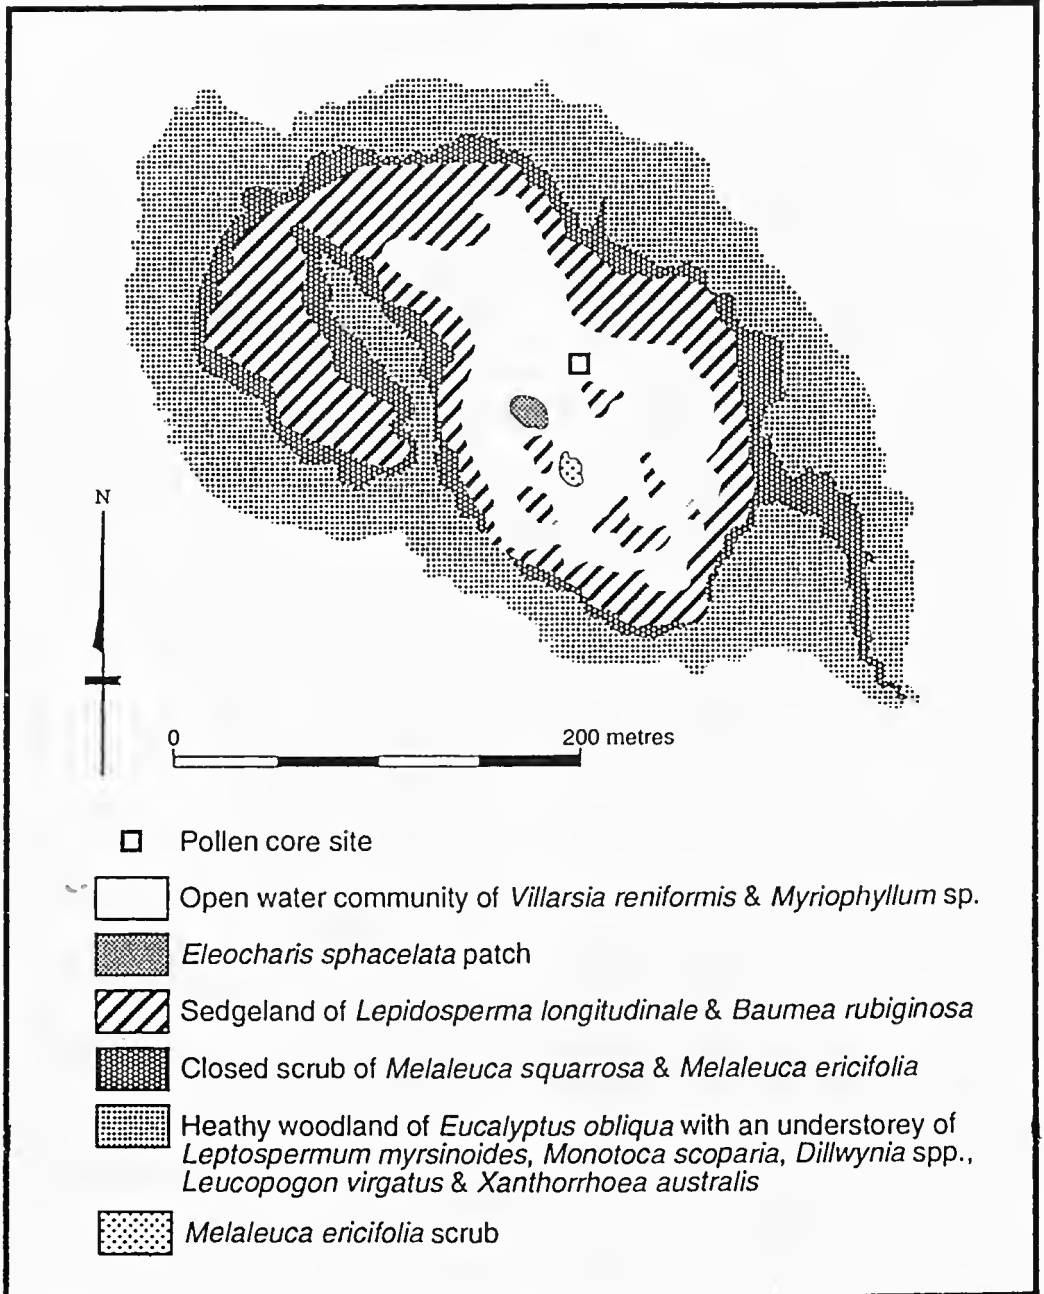 N
0 200 metres
Pollen core site
Open water community of Villarsia reniformis & Myriophyllum sp.
Eleocharis sphacelata patch
Sedgeland of Lepidosperma longitudinale & Baumea rubiginosa
Closed scrub of Melaleuca squarrosa & Melaleuca ericifolia
Heathy woodland of Eucalyptus obliqua with an understorey of
Leptospermum myrsinoides, Monotoca scoparia, Dillwynia spp.,
Leucopogon virgatus & Xanthorrhoea australis
Melaleuca ericifolia scrub